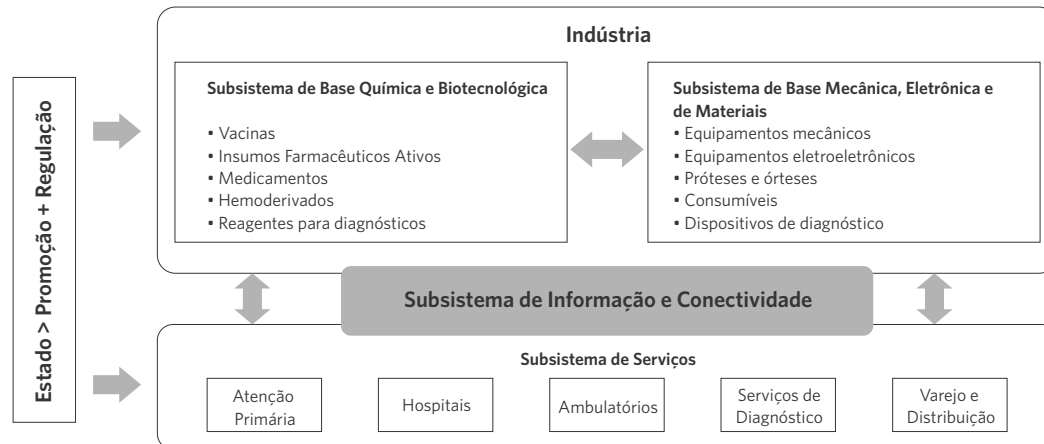 Estado > Promoção + Regulação
Indústria
Subsistema de Base Química e Biotecnológica
▪ Vacinas
▪ Insumos Farmacêuticos Ativos
▪ Medicamentos
▪ Hemoderivados
▪ Reagentes para diagnósticos
Subsistema de Base Mecânica, Eletrônica e
de Materiais
▪ Equipamentos mecânicos
▪ Equipamentos eletroeletrônicos
▪ Próteses e órteses
▪ Consumíveis
▪ Dispositivos de diagnóstico
Subsistema de Informação e Conectividade
Subsistema de Serviços
Atenção
Primária
Hospitais
Ambulatórios
Serviços de
Diagnóstico
Varejo e
Distribuição